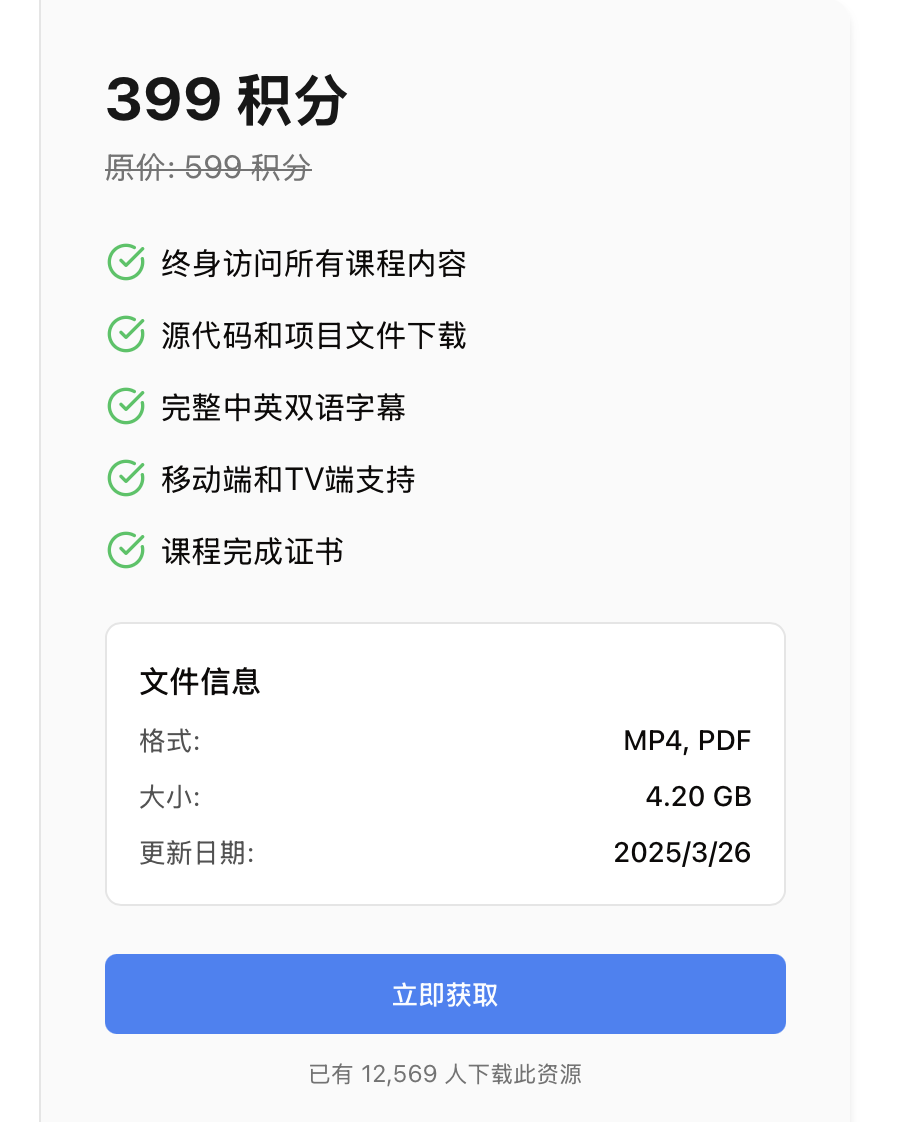 399 积分
原价: 599 积分
终身访问所有课程内容
源代码和项目文件下载
完整中英双语字幕
移动端和TV端支持
课程完成证书
文件信息
格式: MP4, PDF
大小: 4.20 GB
更新日期: 2025/3/26
立即获取
已有 12,569 人下载此资源